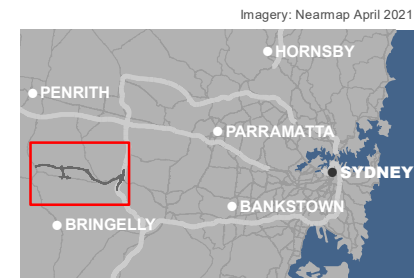 Imagery: Nearmap April 2021
HORNSBY
PENRITH
PARRAMATTA
SYDNEY
BANKSTOWN
BRINGELLY